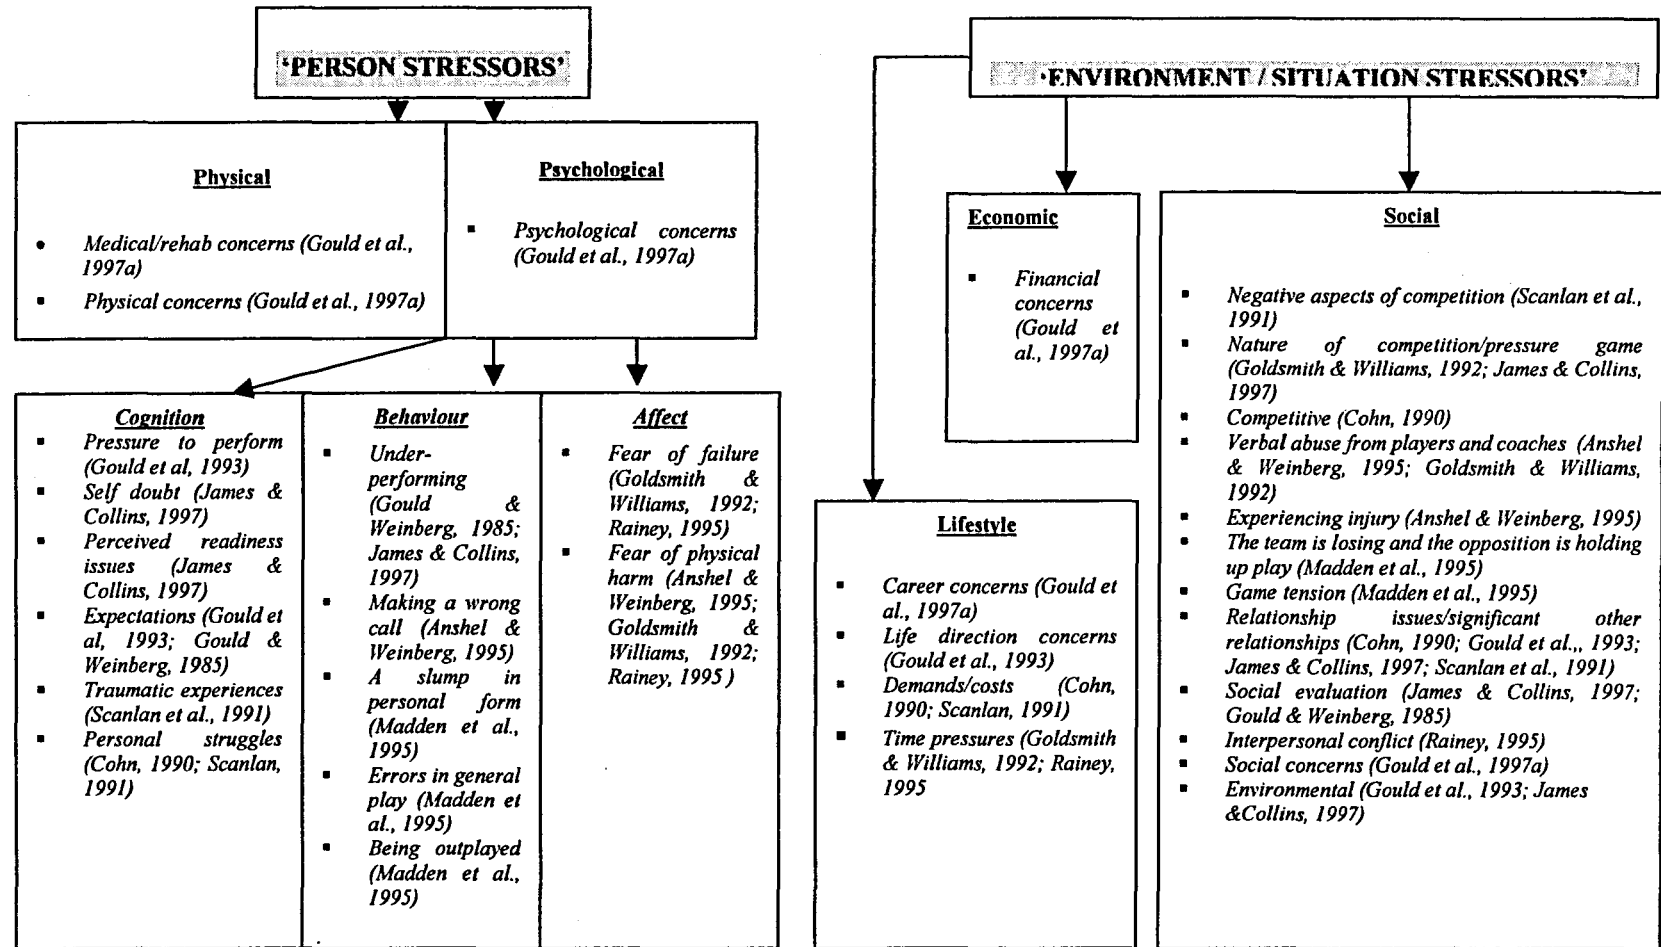 'PERSON STRESSORS'
Physical
▪ Medical/rehab concerns (Gould et al.,
1997a)
▪ Physical concerns (Gould et al., 1997a)
Psychological
▪ Psychological concerns
(Gould et al., 1997a)
Cognition
▪ Pressure to perform
(Gould et al, 1993)
▪ Self doubt (James &
Collins, 1997)
▪ Perceived readiness
issues (James &
Collins, 1997)
▪ Expectations (Gould et
al, 1993; Gould &
Weinberg, 1985)
▪ Traumatic experiences
(Scanlan et al., 1991)
▪ Personal struggles
(Cohn, 1990; Scanlan,
1991)
Behaviour
▪ Under-
performing
(Gould &
Weinberg, 1985;
James & Collins,
1997)
▪ Making a wrong
call (Anshel &
Weinberg, 1995)
▪ A slump in
personal form
(Madden et al.,
1995)
▪ Errors in general
play (Madden et
al., 1995)
▪ Being outplayed
(Madden et al.,
1995)
Affect
▪ Fear of failure
(Goldsmith &
Williams, 1992;
Rainey, 1995)
▪ Fear of physical
harm (Anshel &
Weinberg, 1995;
Goldsmith &
Williams, 1992;
Rainey, 1995 )
'ENVIRONMENT / SITUATION STRESSORS'
Economic
▪ Financial
concerns
(Gould et
al., 1997a)
Lifestyle
▪ Career concerns (Gould et
al., 1997a)
▪ Life direction concerns
(Gould et al., 1993)
▪ Demands/costs (Cohn,
1990; Scanlan, 1991)
▪ Time pressures (Goldsmith
& Williams, 1992; Rainey,
1995
Social
▪ Negative aspects of competition (Scanlan et al.,
1991)
▪ Nature of competition/pressure game
(Goldsmith & Williams, 1992; James & Collins,
1997)
▪ Competitive (Cohn, 1990)
▪ Verbal abuse from players and coaches (Anshel
& Weinberg, 1995; Goldsmith & Williams,
1992)
▪ Experiencing injury (Anshel & Weinberg, 1995)
▪ The team is losing and the opposition is holding
up play (Madden et al., 1995)
▪ Game tension (Madden et al., 1995)
▪ Relationship issues/significant other
relationships (Cohn, 1990; Gould et al.,, 1993;
James & Collins, 1997; Scanlan et al., 1991)
▪ Social evaluation (James & Collins, 1997;
Gould & Weinberg, 1985)
▪ Interpersonal conflict (Rainey, 1995)
▪ Social concerns (Gould et al., 1997a)
▪ Environmental (Gould et al., 1993; James
&Collins, 1997)